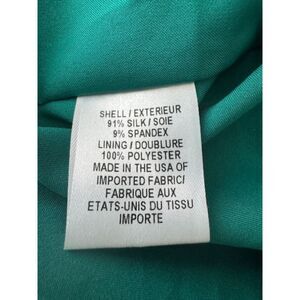 SHELL / EXTERIEUR
91% SILK / SOIE
9% SPANDEX
LINING / DOUBLURE
100% POLYESTER
MADE IN THE USA OF
IMPORTED FABRIC/
FABRIQUE AUX
ETATS-UNIS DU TISSU
IMPORTE